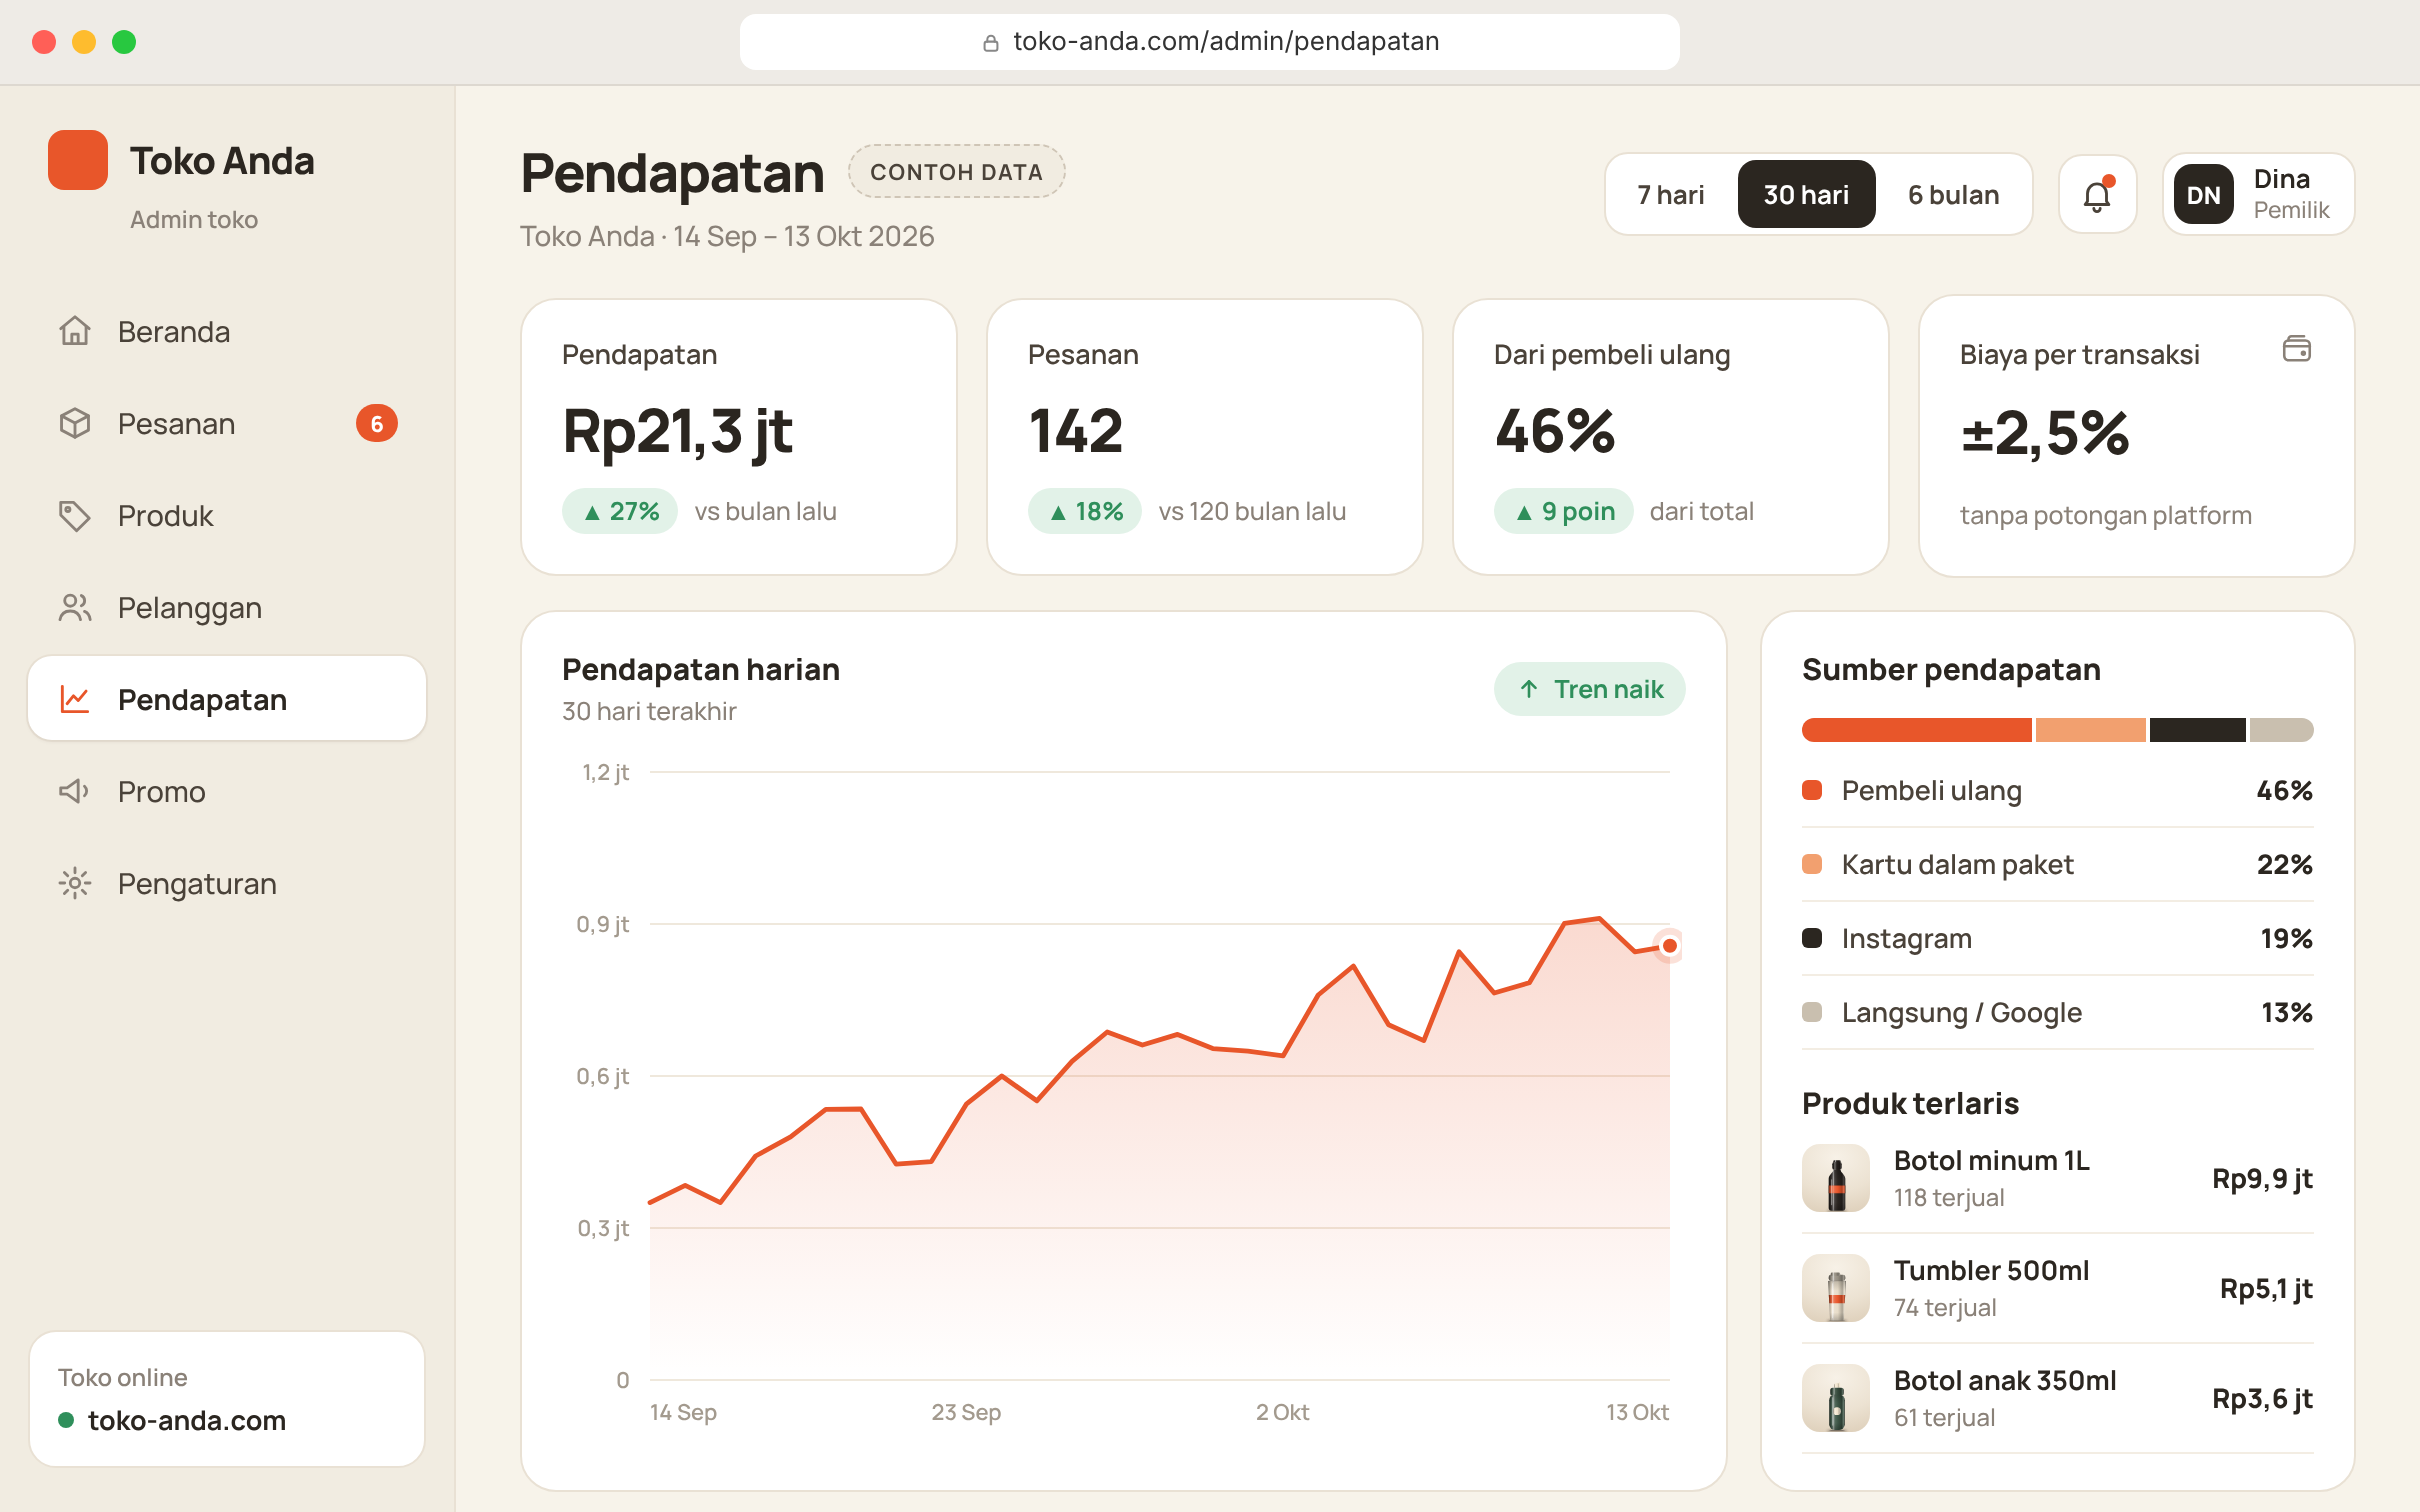 toko-anda.com/admin/pendapatan
Toko Anda
Admin toko
Beranda
Pesanan 6
Produk
Pelanggan
Pendapatan
Promo
Pengaturan
Toko online
toko-anda.com
Pendapatan CONTOH DATA
Toko Anda · 14 Sep – 13 Okt 2026
7 hari 30 hari 6 bulan
DN
Dina
Pemilik
Pendapatan
Rp21,3 jt
▲ 27% vs bulan lalu
Pesanan
142
▲ 18% vs 120 bulan lalu
Dari pembeli ulang
46%
▲ 9 poin dari total
Biaya per transaksi
±2,5%
tanpa potongan platform
Pendapatan harian
30 hari terakhir
↑ Tren naik
1,2 jt
0,9 jt
0,6 jt
0,3 jt
0
14 Sep 23 Sep 2 Okt 13 Okt
Sumber pendapatan
Pembeli ulang 46%
Kartu dalam paket 22%
Instagram 19%
Langsung / Google 13%
Produk terlaris
Botol minum 1L
118 terjual
Rp9,9 jt
Tumbler 500ml
74 terjual
Rp5,1 jt
Botol anak 350ml
61 terjual
Rp3,6 jt